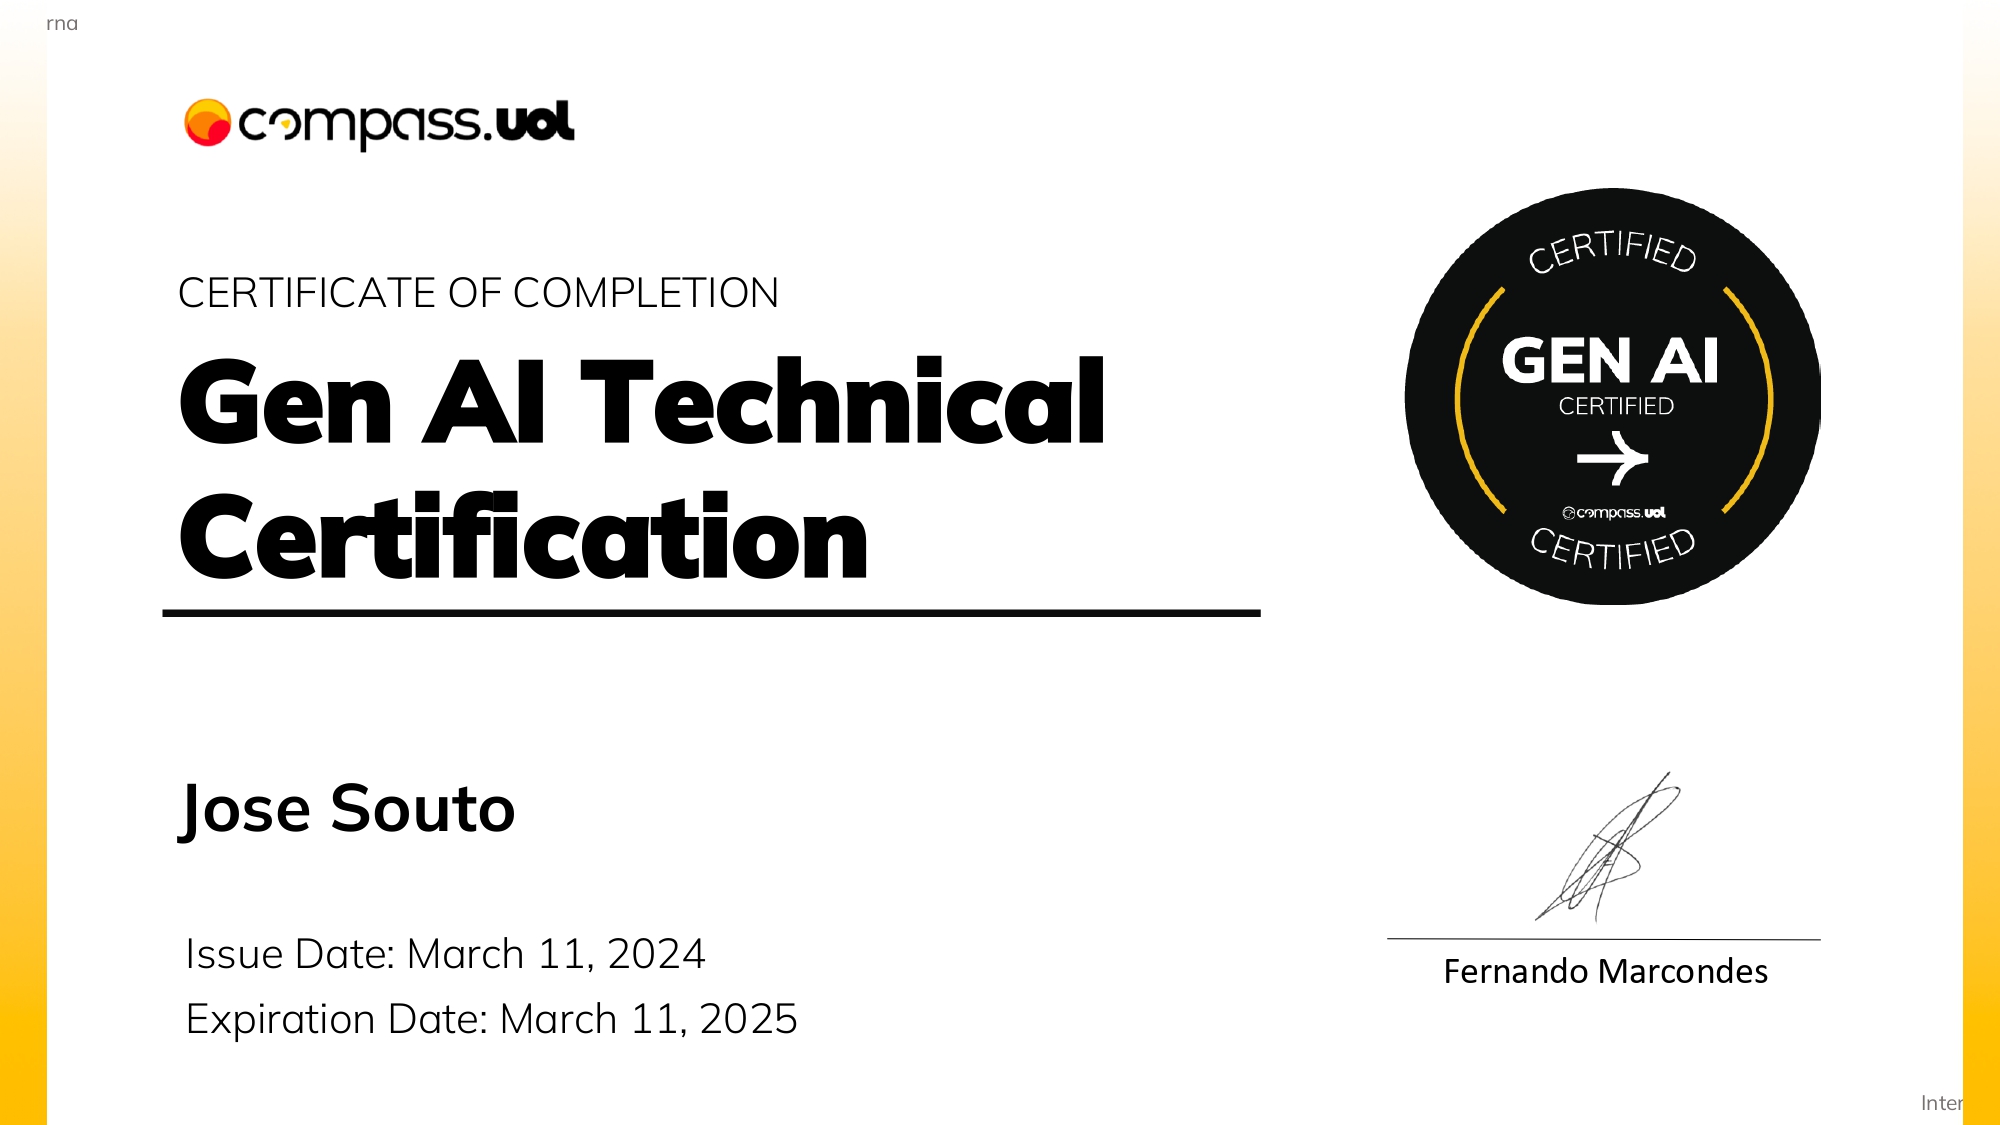 rna
compass.uol
CERTIFICATE OF COMPLETION
Gen AI Technical
Certification
CERTIFIED
GEN AI
CERTIFIED
compass.uol
CERTIFIED
Jose Souto
Issue Date: March 11, 2024
Expiration Date: March 11, 2025
Fernando Marcondes
Inter